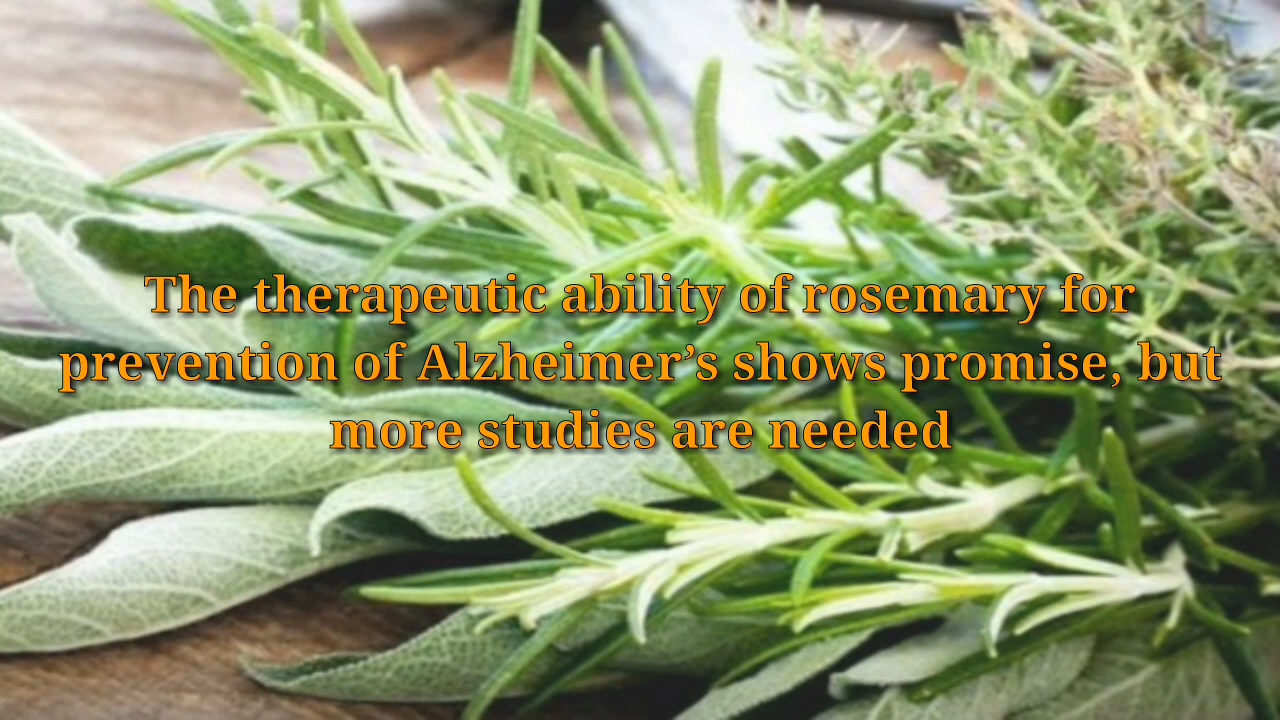 The therapeutic ability of rosemary for
prevention of Alzheimer’s shows promise, but
more studies are needed